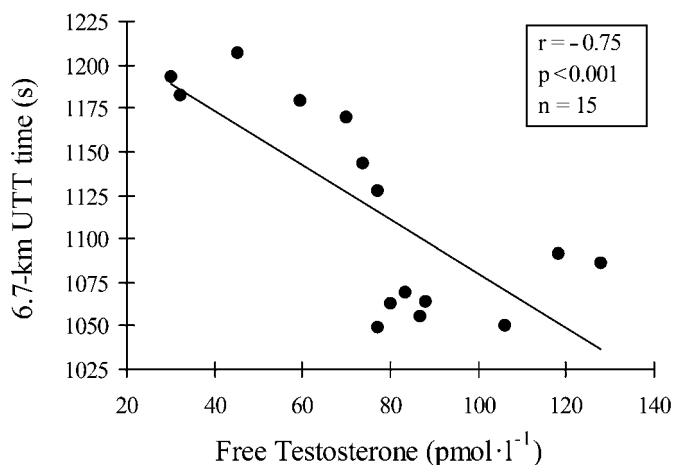 r = - 0.75
p<0.001
n = 15
6.7-km UTT time (s)
1225
1200
1175
1150
1125
1100
1075
1050
1025
20 40 60 80 100 120 140
Free Testosterone (pmol·l⁻¹)